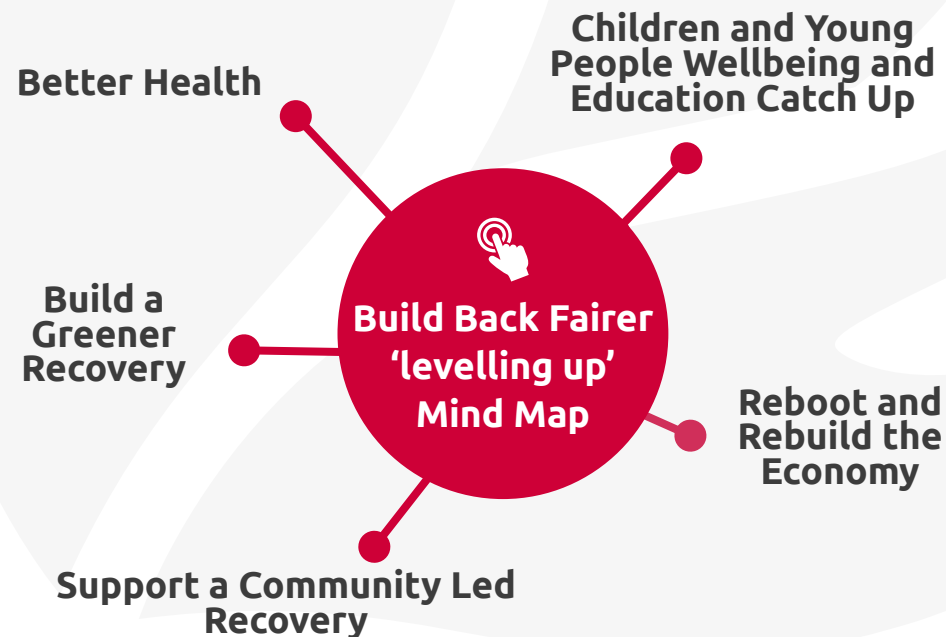 Children and Young
People Wellbeing and
Education Catch Up
Better Health
Build Back Fairer
‘levelling up’
Mind Map
Build a
Greener
Recovery
Reboot and
Rebuild the
Economy
Support a Community Led
Recovery